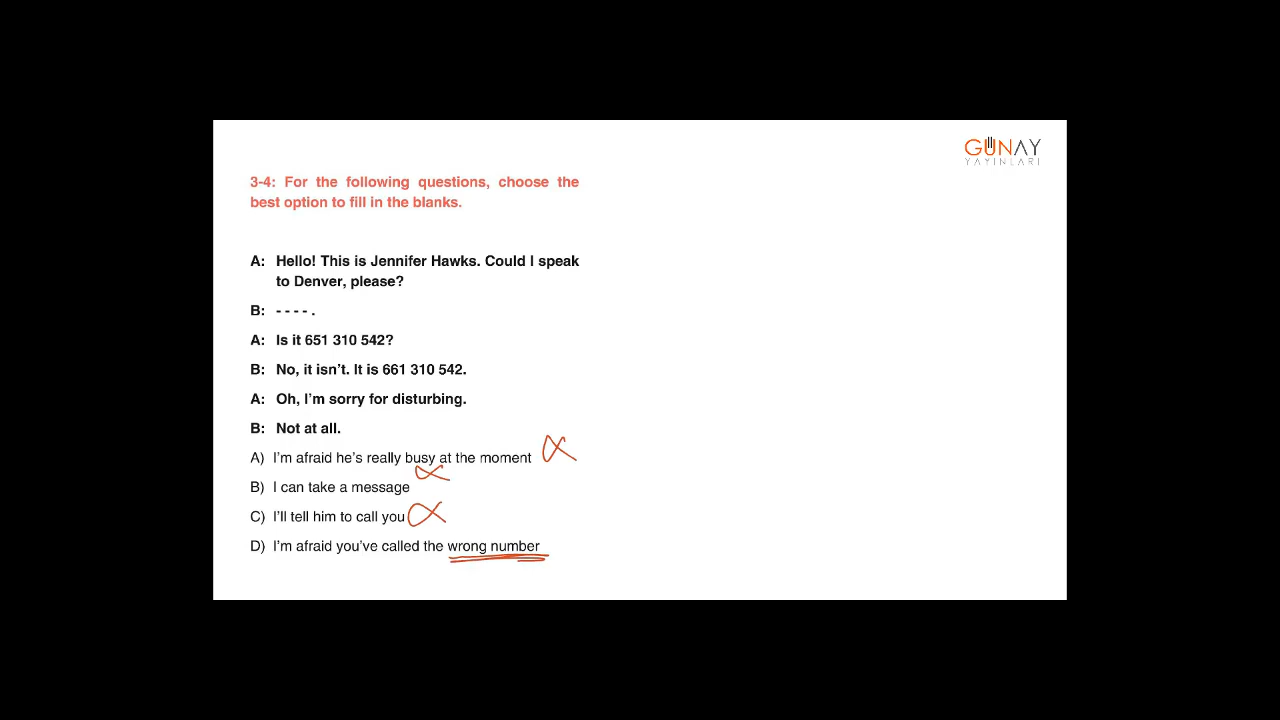 GÜNAY
YAYINLARI
3-4: For the following questions, choose the
best option to fill in the blanks.
A: Hello! This is Jennifer Hawks. Could I speak
to Denver, please?
B: - - - - .
A: Is it 651 310 542?
B: No, it isn’t. It is 661 310 542.
A: Oh, I’m sorry for disturbing.
B: Not at all.
A) I’m afraid he’s really busy at the moment
B) I can take a message
C) I’ll tell him to call you
D) I’m afraid you’ve called the wrong number